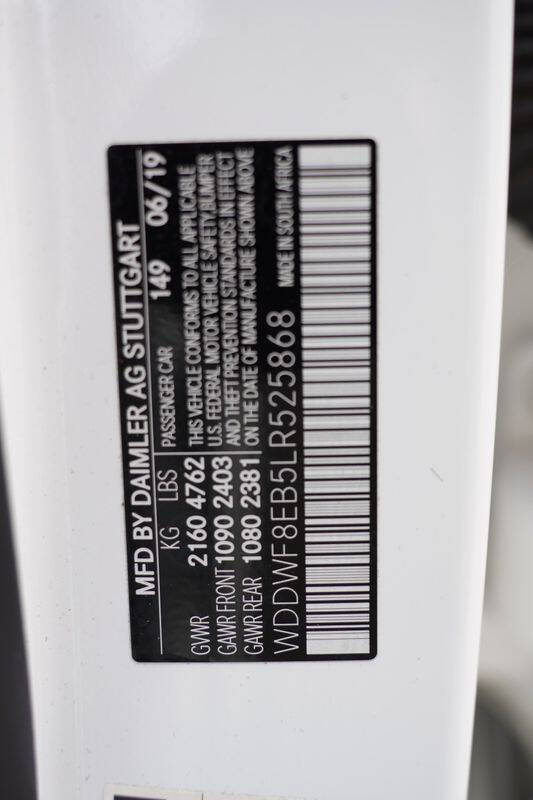 MFD BY DAIMLER AG STUTTGART
KG LBS PASSENGER CAR 149 06/19
GVWR 2160 4762 THIS VEHICLE CONFORMS TO ALL APPLICABLE
GAWR FRONT 1090 2403 U.S. FEDERAL MOTOR VEHICLE SAFETY, BUMPER
GAWR REAR 1080 2381 AND THEFT PREVENTION STANDARDS IN EFFECT
ON THE DATE OF MANUFACTURE SHOWN ABOVE
WDDWF8EB5LR525868 MADE IN SOUTH AFRICA